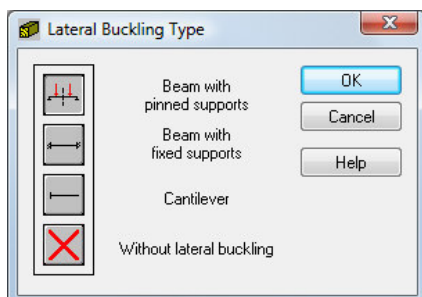 Lateral Buckling Type
Beam with
pinned supports
Beam with
fixed supports
Cantilever
Without lateral buckling
OK
Cancel
Help